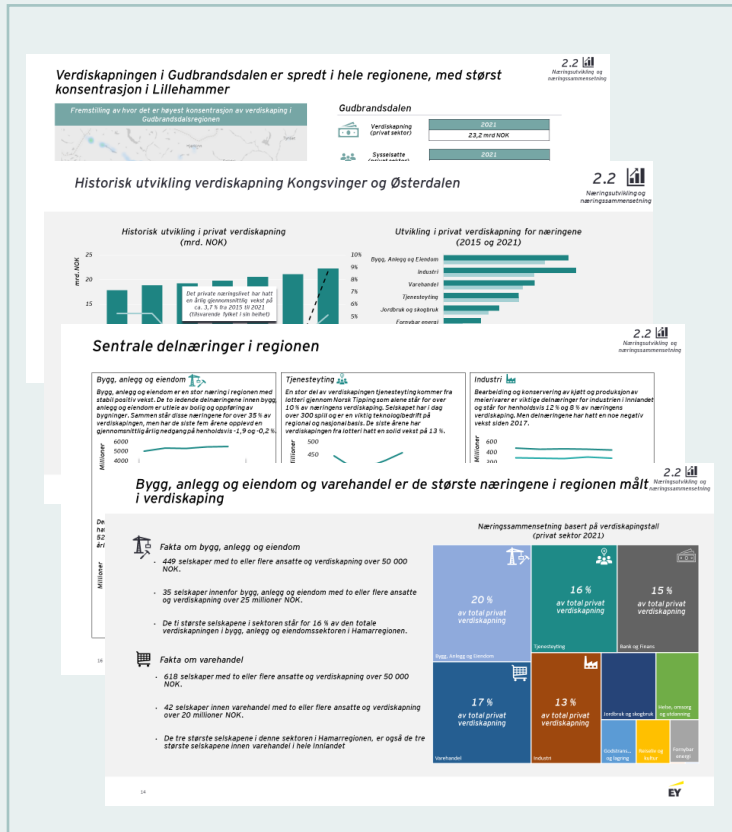 2.2
Næringsutvikling og
næringssammensetning
Verdiskapningen i Gudbrandsdalen er spredt i hele regionene, med størst
konsentrasjon i Lillehammer
Fremstilling av hvor det er høyest konsentrasjon av verdiskaping i
Gudbrandsdalsregionen
Gudbrandsdalen
Verdiskapning
(privat sektor)
2021
23,2 mrd NOK
Sysselsatte
2021
2.2
Næringsutvikling og
næringssammensetning
Historisk utvikling verdiskapning Kongsvinger og Østerdalen
Historisk utvikling i privat verdiskapning
(mrd. NOK)
mrd. NOK
25
20
15
10%
9%
8%
7%
6%
5%
Det private næringslivet har hatt
en årlig gjennomsnittlig vekst på
ca. 3,7 % fra 2015 til 2021
(tilsvarende fylket i sin helhet)
Utvikling i privat verdiskapning for næringene
(2015 og 2021)
Bygg, Anlegg og Eiendom
Industri
Varehandel
Tjenesteyting
Jordbruk og skogbruk
Fornybar energi
2.2
Næringsutvikling og
næringssammensetning
Sentrale delnæringer i regionen
Bygg, anlegg og eiendom
Bygg, anlegg og eiendom er en stor næring i regionen med
stabil positiv vekst. De to ledende delnæringene innen bygg,
anlegg og eiendom er utleie av bolig og oppføring av
bygninger. Sammen står disse næringene for over 35 % av
verdiskapingen, men har de siste fem årene opplevd en
gjennomsnittlig årlig nedgang på henholdsvis -1,9 og -0,2 %.
Millioner
6000
5000
4000
Tjenesteyting
En stor del av verdiskapingen tjenesteyting kommer fra
lotteri gjennom Norsk Tipping som alene står for over
10 % av næringens verdiskaping. Selskapet har i dag
over 300 spill og er en viktig teknologibedrift på
regional og nasjonal basis. De siste årene har
verdiskapingen fra lotteri hatt en solid vekst på 13 %.
Millioner
500
450
Industri
Bearbeiding og konservering av kjøtt og produksjon av
meierivarer er viktige delnæringer for industrien i Innlandet
og står for henholdsvis 12 % og 8 % av næringens
verdiskaping. Men delnæringene har hatt en noe negativ
vekst siden 2017.
Millioner
600
400
De
ha
52
årl
Millioner
16
2.2
Næringsutvikling og
næringssammensetning
Bygg, anlegg og eiendom og varehandel er de største næringene i regionen målt
i verdiskaping
Fakta om bygg, anlegg og eiendom
• 449 selskaper med to eller flere ansatte og verdiskapning over 50 000
NOK.
• 35 selskaper innenfor bygg, anlegg og eiendom med to eller flere ansatte
og verdiskapning over 25 millioner NOK.
• De ti største selskapene i sektoren står for 16 % av den totale
verdiskapningen i bygg, anlegg og eiendomssektoren i Hamarregionen.
Fakta om varehandel
• 618 selskaper med to eller flere ansatte og verdiskapning over 50 000
NOK.
• 42 selskaper innen varehandel med to eller flere ansatte og verdiskapning
over 20 millioner NOK.
• De tre største selskapene i denne sektoren i Hamarregionen, er også de tre
største selskapene innen varehandel i hele innlandet
Næringssammensetning basert på verdiskapingstall
(privat sektor 2021)
20 %
av total privat
verdiskapning
Bygg, Anlegg og Eiendom
16 %
av total privat
verdiskapning
Tjenesteyting
15 %
av total privat
verdiskapning
Bank og Finans
17 %
av total privat
verdiskapning
Varehandel
13 %
av total privat
verdiskapning
Industri
Jordbruk og skogbruk
Helse, omsorg
og utdanning
Godstrans...
og lagring
kultur
Fornybar
energi
14
EY